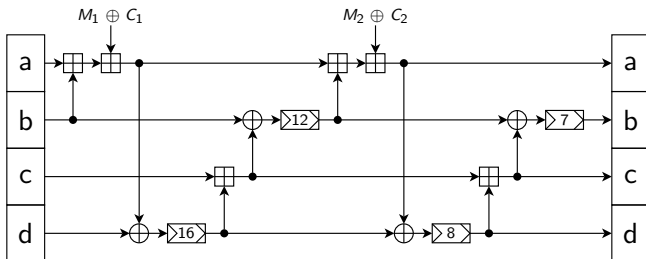 M₁ ⊕ C₁ M₂ ⊕ C₂
a a
b 12 7 b
c c
d 16 8 d